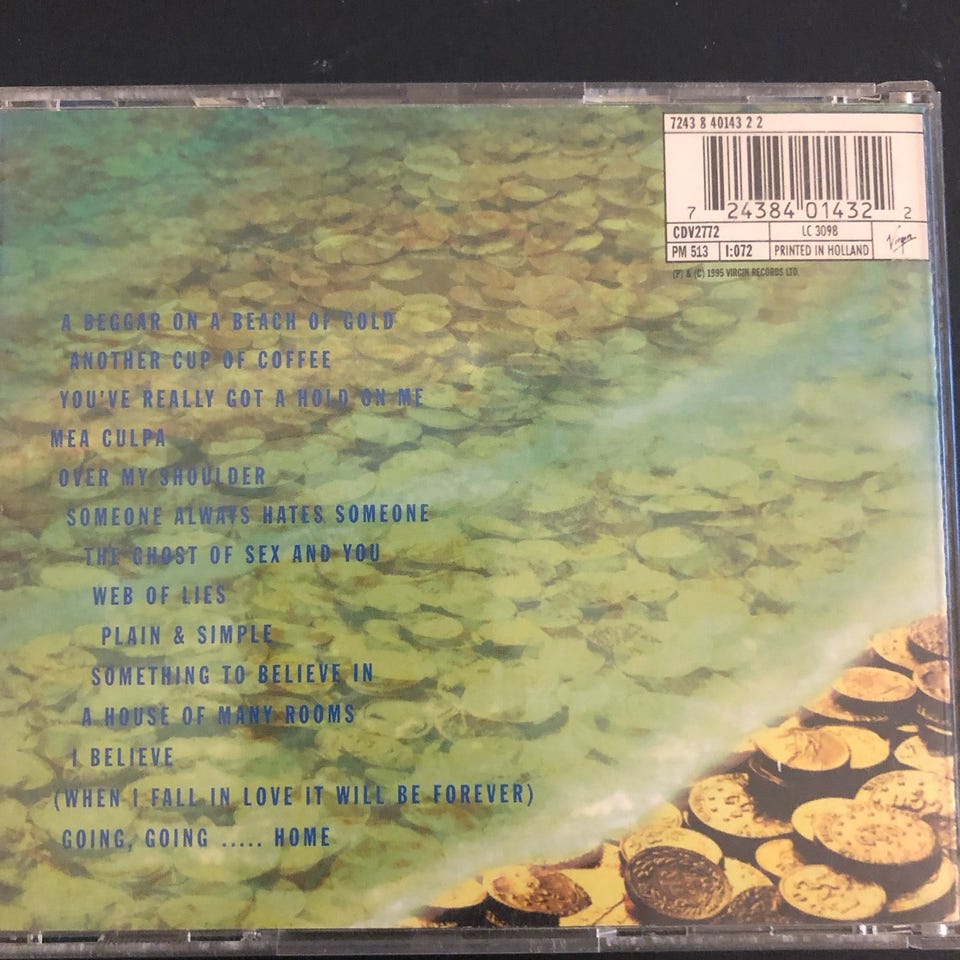 7243 8 40143 2 2
7 24384 01432 2
CDV2772
LC 3098
PM 513
1:072
PRINTED IN HOLLAND
Virgin
(P) & (C) 1995 VIRGIN RECORDS LTD.
A BEGGAR ON A BEACH OF GOLD
ANOTHER CUP OF COFFEE
YOU'VE REALLY GOT A HOLD ON ME
MEA CULPA
OVER MY SHOULDER
SOMEONE ALWAYS HATES SOMEONE
THE GHOST OF SEX AND YOU
WEB OF LIES
PLAIN & SIMPLE
SOMETHING TO BELIEVE IN
A HOUSE OF MANY ROOMS
I BELIEVE
(WHEN I FALL IN LOVE IT WILL BE FOREVER)
GOING, GOING ..... HOME